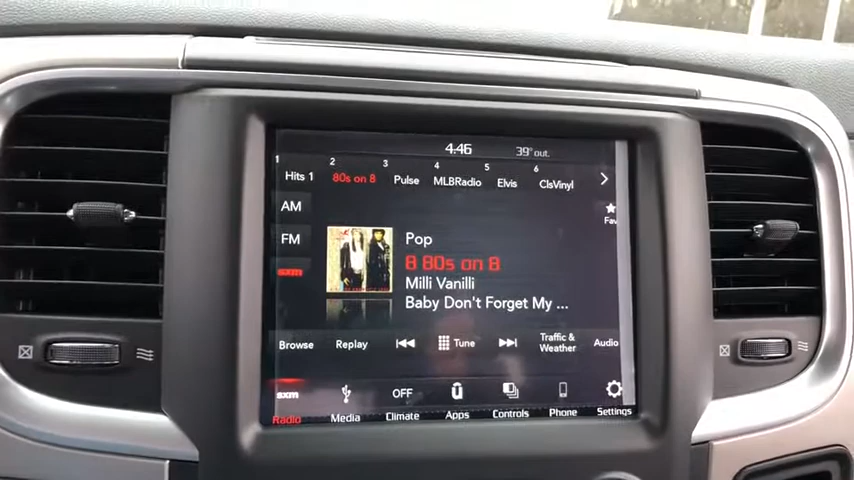 4:46 39° out.
1 2 3 4 5 6
Hits 1 80s on 8 Pulse MLBRadio Elvis ClsVinyl
AM
FM
sxm
Fav
Pop
8 80s on 8
Milli Vanilli
Baby Don't Forget My ...
Browse Replay Tune Traffic & Weather Audio
sxm OFF
Radio Media Climate Apps Controls Phone Settings